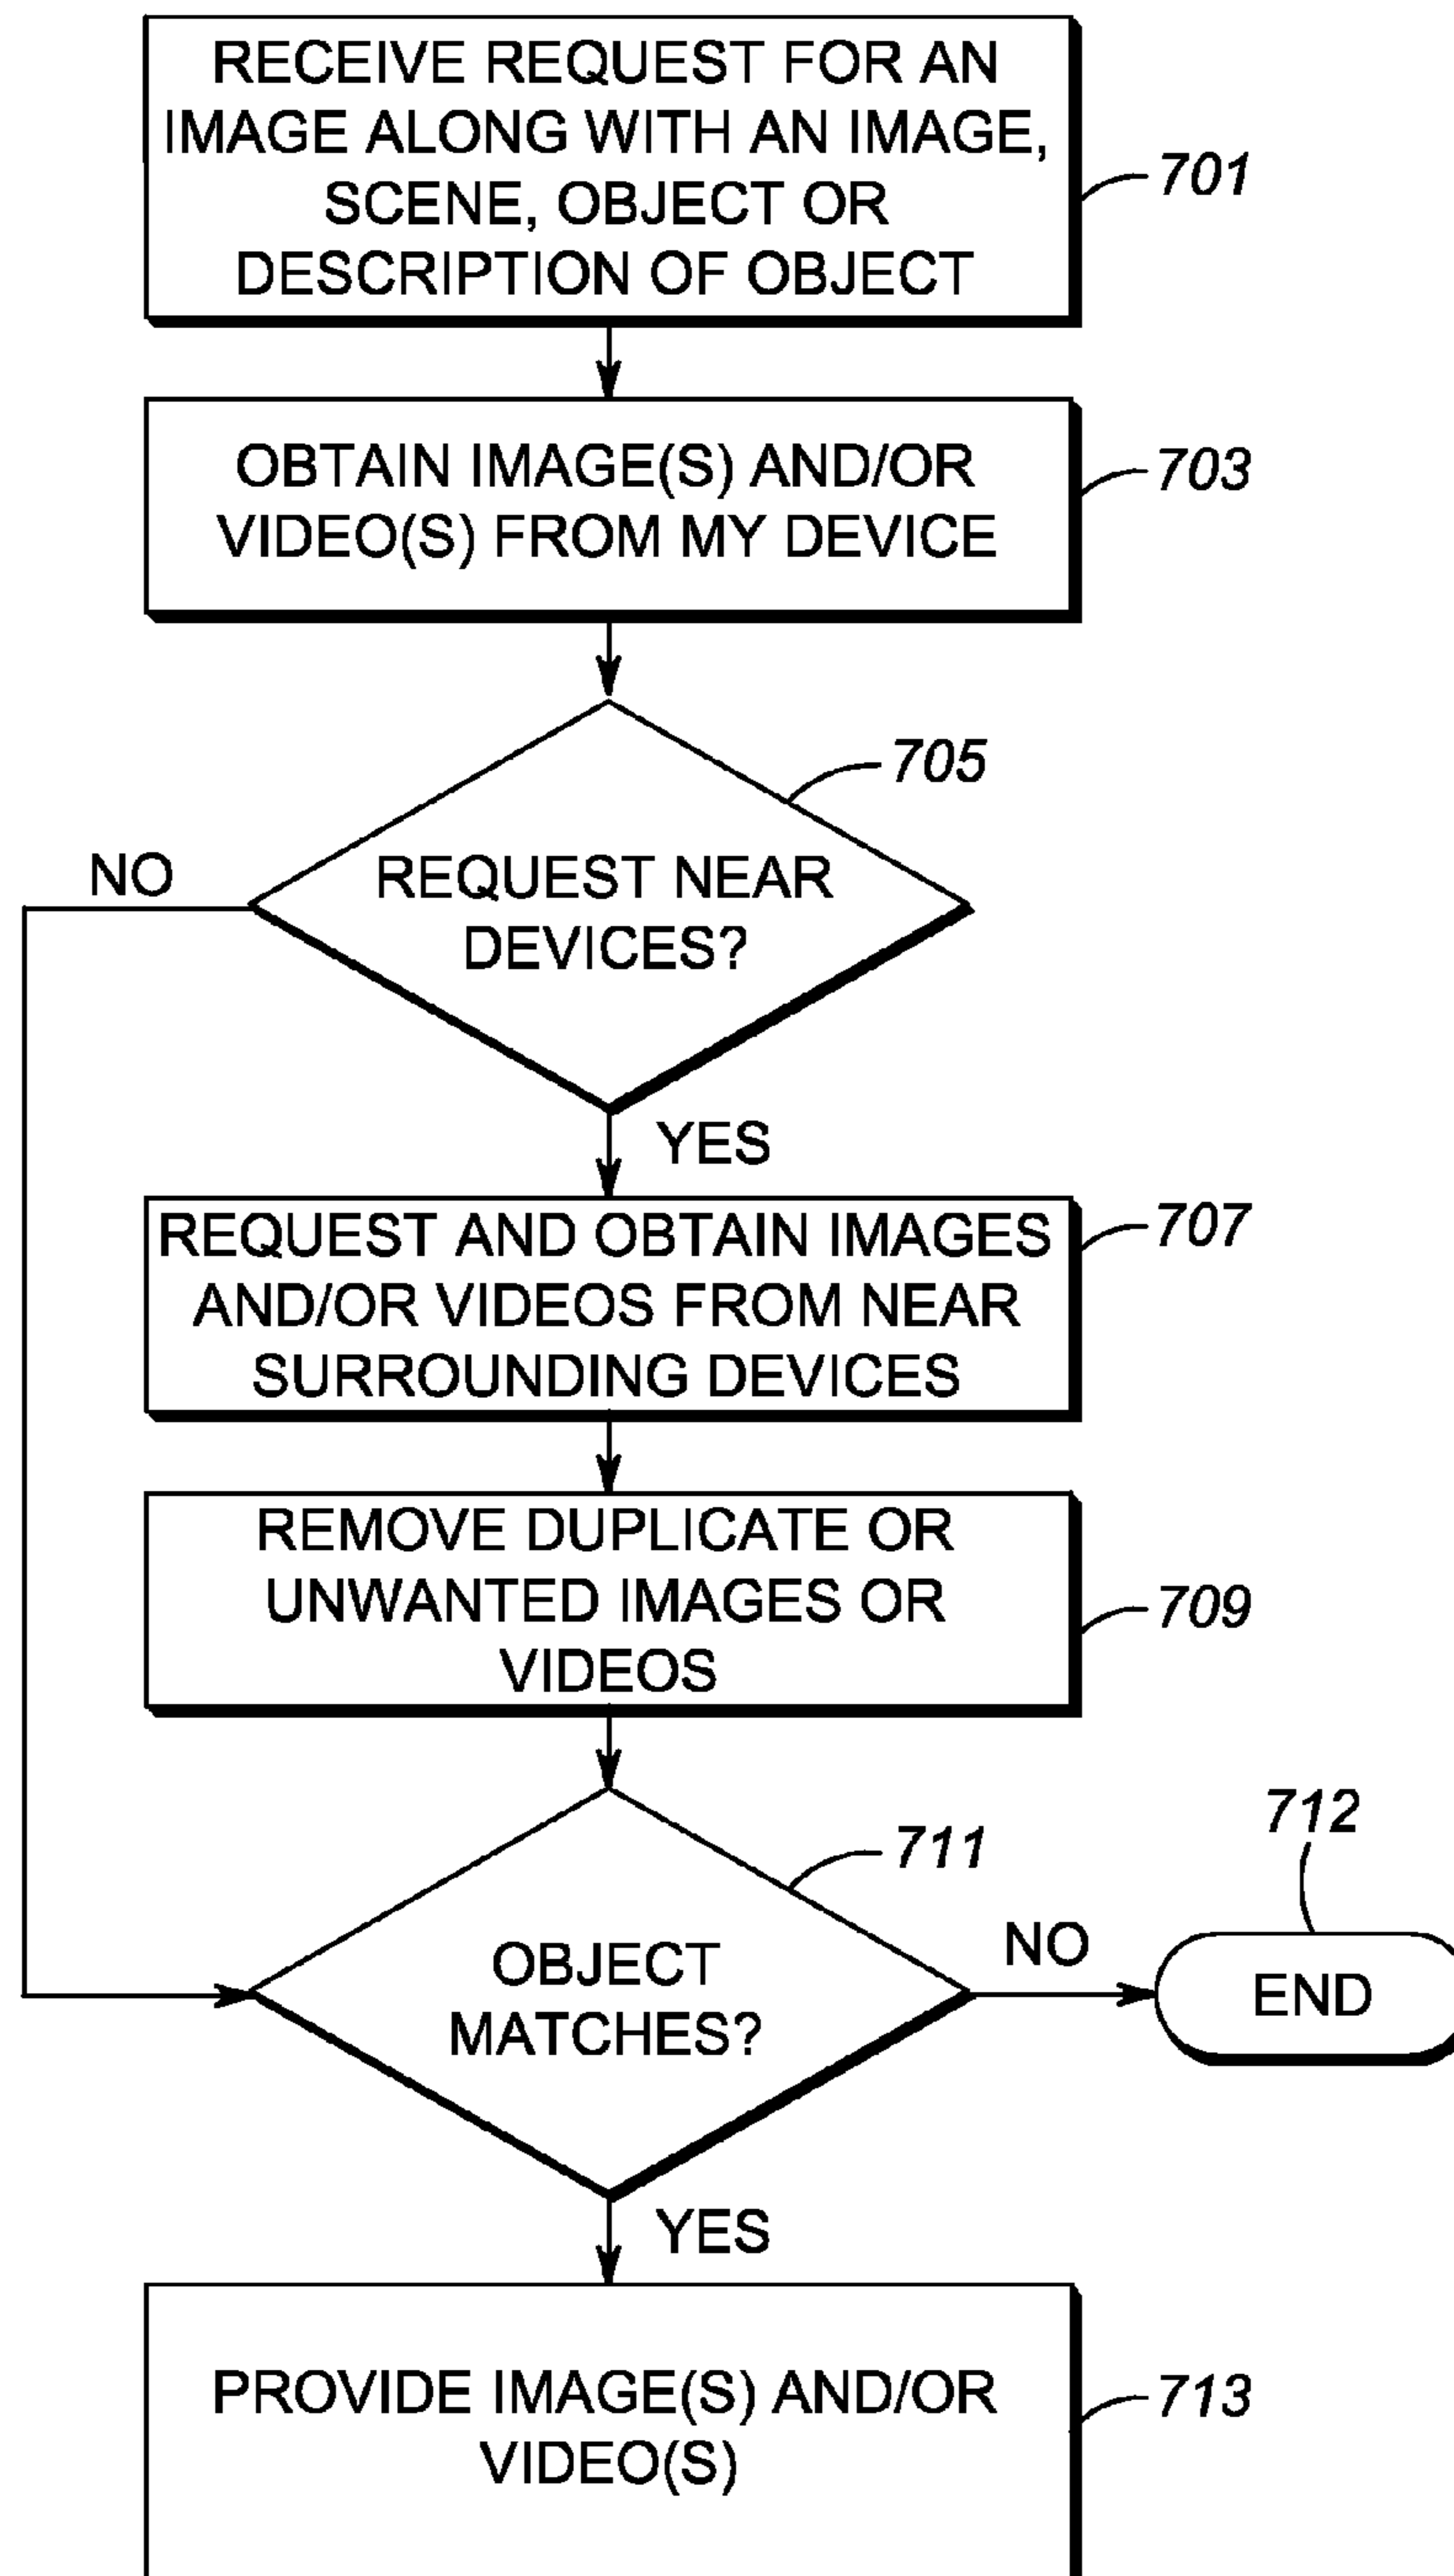 RECEIVE REQUEST FOR AN
IMAGE ALONG WITH AN IMAGE,
SCENE, OBJECT OR
DESCRIPTION OF OBJECT
701
OBTAIN IMAGE(S) AND/OR
VIDEO(S) FROM MY DEVICE
703
705
NO
REQUEST NEAR
DEVICES?
YES
REQUEST AND OBTAIN IMAGES
AND/OR VIDEOS FROM NEAR
SURROUNDING DEVICES
707
REMOVE DUPLICATE OR
UNWANTED IMAGES OR
VIDEOS
709
711
712
OBJECT
MATCHES?
NO
END
YES
PROVIDE IMAGE(S) AND/OR
VIDEO(S)
713